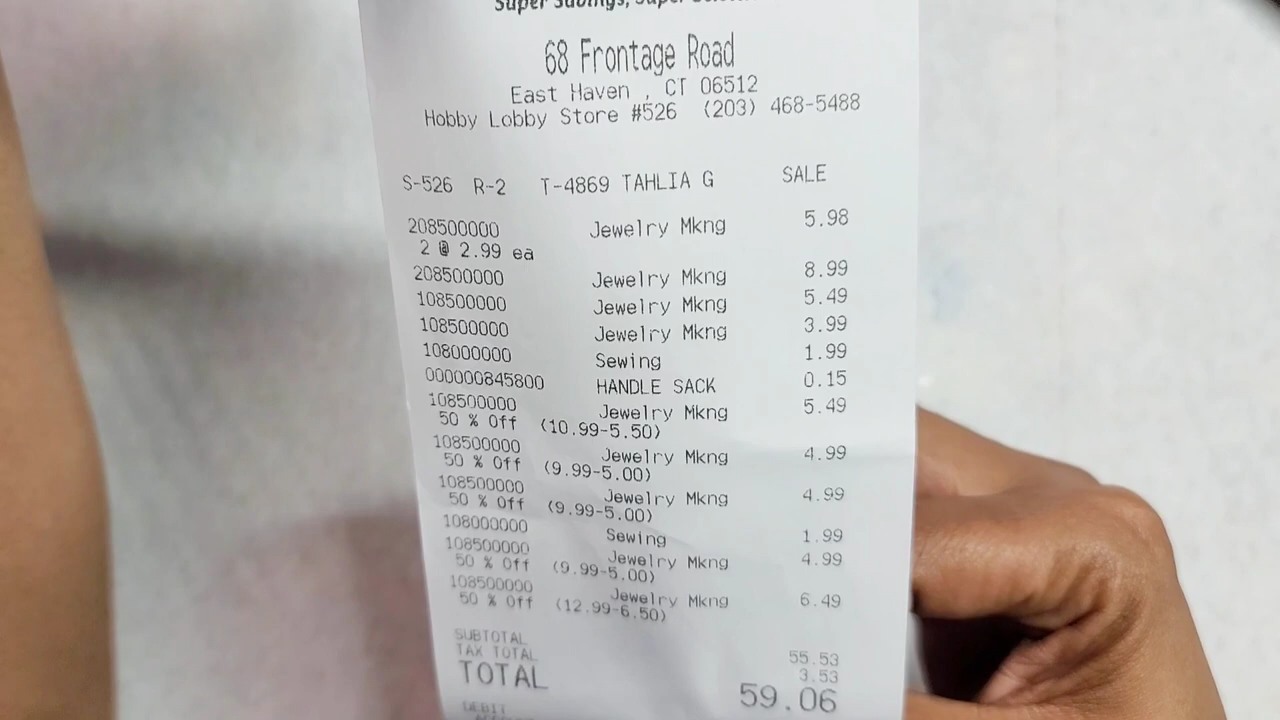 Super Savings, Super
68 Frontage Road
East Haven , CT 06512
Hobby Lobby Store #526 (203) 468-5488
S-526 R-2 T-4869 TAHLIA G SALE
208500000 Jewelry Mkng 5.98
2 @ 2.99 ea
208500000 Jewelry Mkng 8.99
108500000 Jewelry Mkng 5.49
108500000 Jewelry Mkng 3.99
108000000 Sewing 1.99
000000845800 HANDLE SACK 0.15
108500000 Jewelry Mkng 5.49
50 % Off (10.99-5.50)
108500000 Jewelry Mkng 4.99
50 % Off (9.99-5.00)
108500000 Jewelry Mkng 4.99
50 % Off (9.99-5.00)
108000000 Sewing 1.99
108500000 Jewelry Mkng 4.99
50 % Off (9.99-5.00)
108500000 Jewelry Mkng 6.49
50 % Off (12.99-6.50)
SUBTOTAL 55.53
TAX TOTAL 3.53
TOTAL 59.06
DEBIT